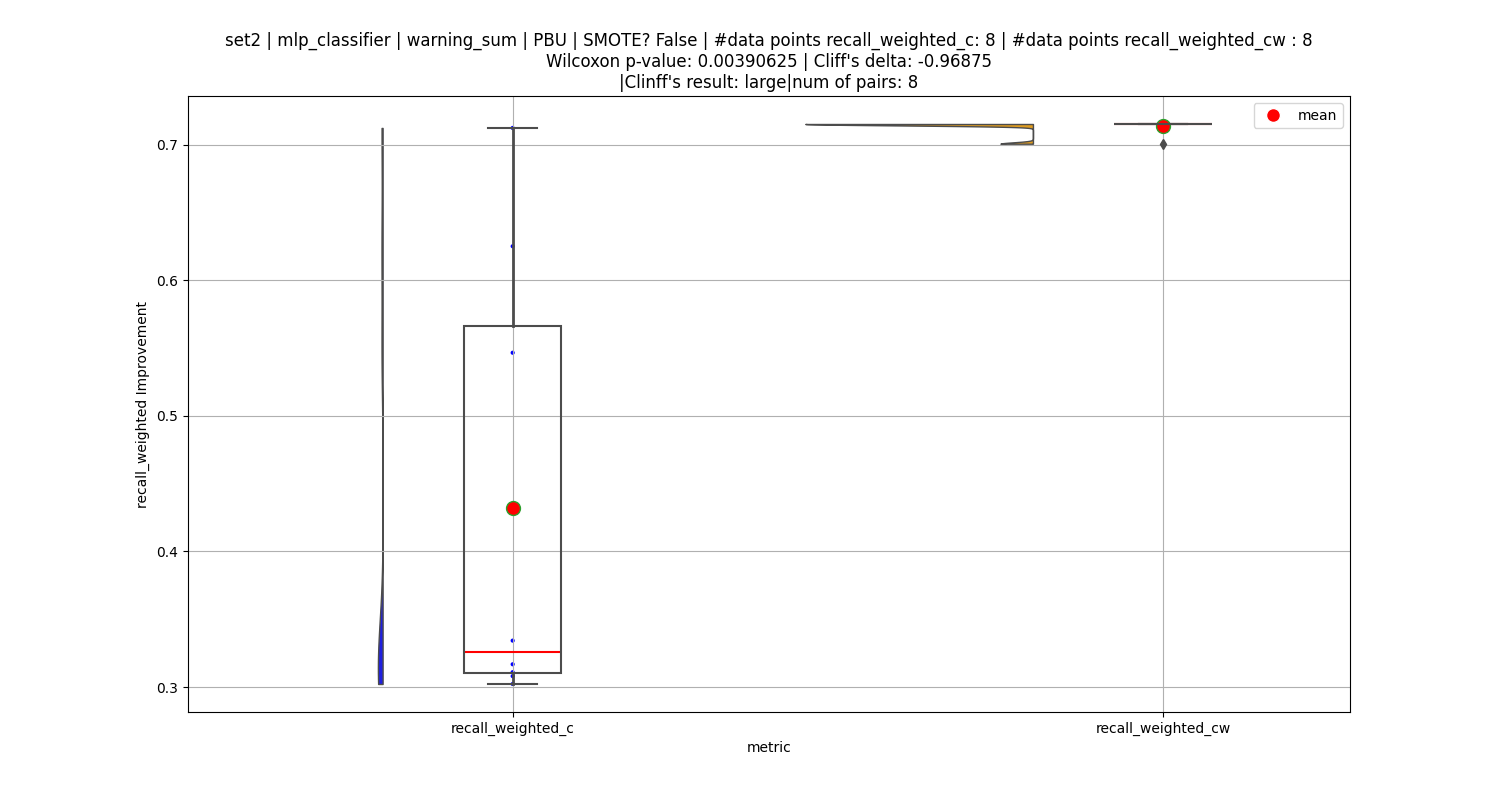 set2 | mlp_classifier | warning_sum | PBU | SMOTE? False | #data points recall_weighted_c: 8 | #data points recall_weighted_cw : 8
Wilcoxon p-value: 0.00390625 | Cliff's delta: -0.96875
|Clinff's result: large|num of pairs: 8
mean
0.7
0.6
0.5
0.4
0.3
recall_weighted Improvement
recall_weighted_c
recall_weighted_cw
metric